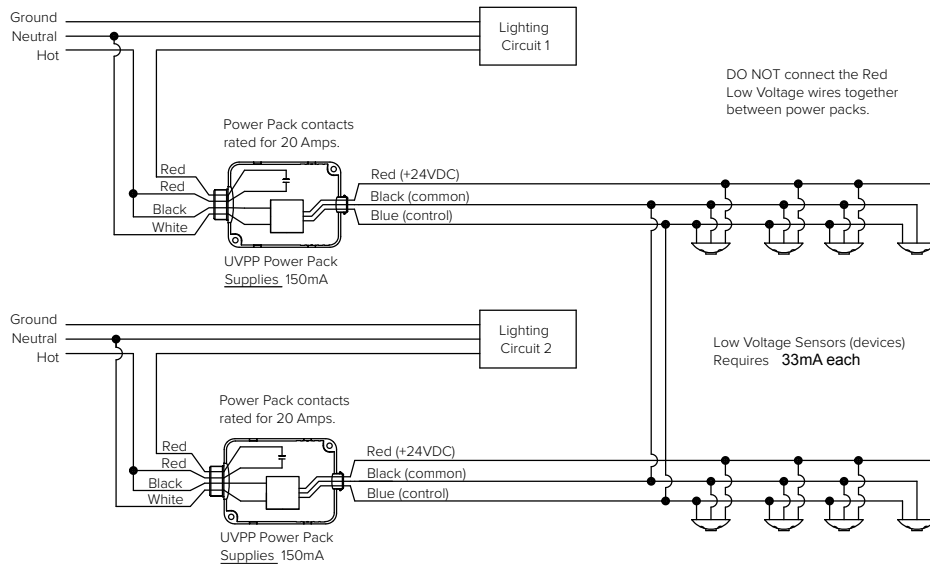 Ground
Neutral
Hot
Lighting
Circuit 1
DO NOT connect the Red
Low Voltage wires together
between power packs.
Power Pack contacts
rated for 20 Amps.
Red
Red
Black
White
Red (+24VDC)
Black (common)
Blue (control)
UVPP Power Pack
Supplies 150mA
Ground
Neutral
Hot
Lighting
Circuit 2
Low Voltage Sensors (devices)
Requires 33mA each
Power Pack contacts
rated for 20 Amps.
Red
Red
Black
White
Red (+24VDC)
Black (common)
Blue (control)
UVPP Power Pack
Supplies 150mA